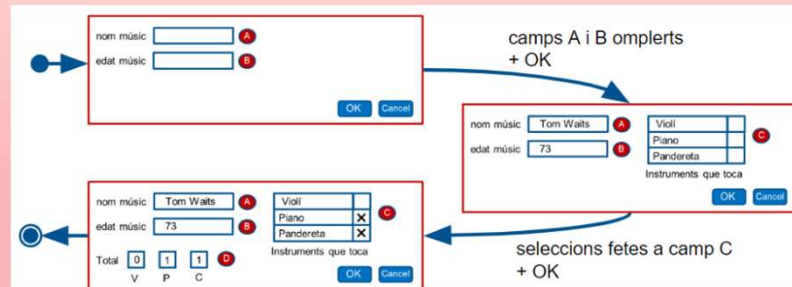 nom músic
A
edat músic
B
OK Cancel
camps A i B omplerts
+ OK
nom músic Tom Waits A
edat músic 73 B
Violí
Piano
Pandereta
C
Instruments que toca
OK Cancel
seleccions fetes a camp C
+ OK
nom músic Tom Waits A
edat músic 73 B
Violí
Piano X
Pandereta X
C
Instruments que toca
Total 0 1 1 D
V P C
OK Cancel